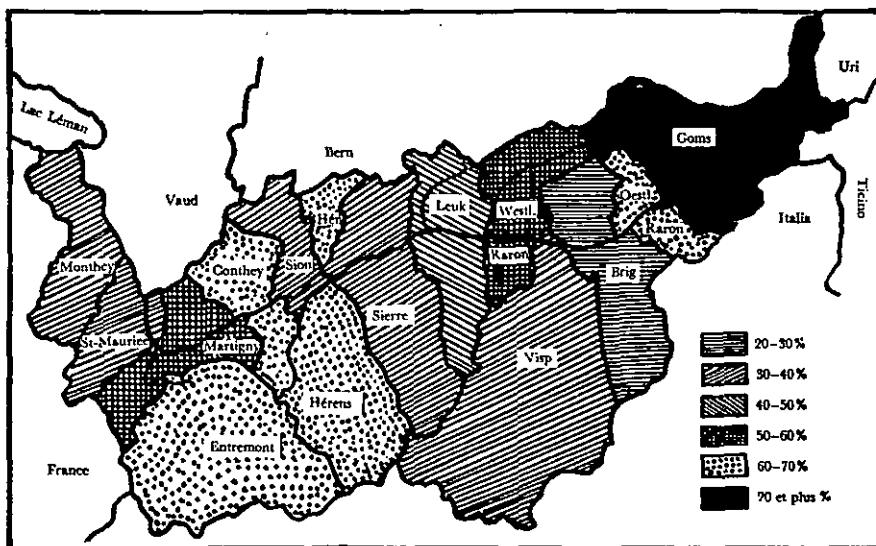 Uri
Lac Léman
Goms
Bern
Vaud
Ticino
Leuk
Westl.
Oestl.
Hér.
Italia
Raron
Conthey
Sion
Raron
Monthey
Brig
Sierre
St-Maurice
Martigny
Visp
Hérens
Entremont
France
20-30%
30-40%
40-50%
50-60%
60-70%
70 et plus %